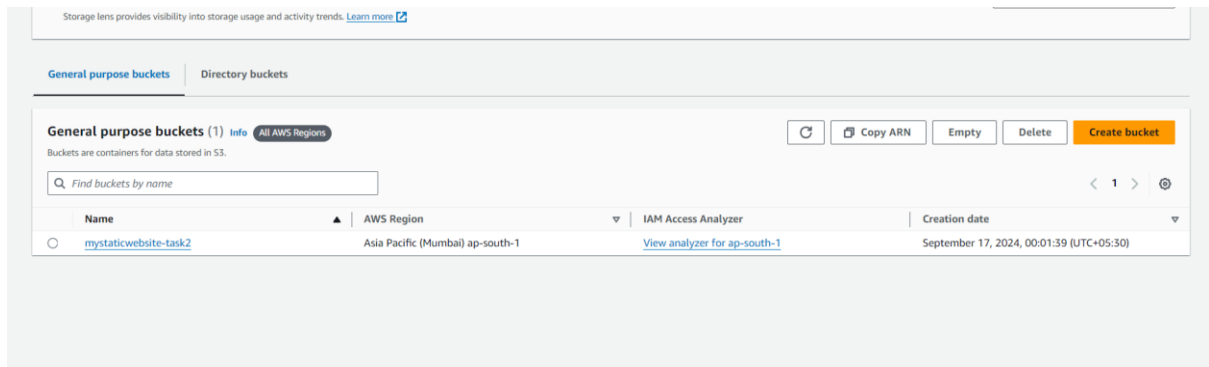 Storage lens provides visibility into storage usage and activity trends. Learn more
General purpose buckets Directory buckets
General purpose buckets (1) Info All AWS Regions Copy ARN Empty Delete Create bucket
Buckets are containers for data stored in S3.
Find buckets by name 1
Name AWS Region IAM Access Analyzer Creation date
mystaticwebsite-task2 Asia Pacific (Mumbai) ap-south-1 View analyzer for ap-south-1 September 17, 2024, 00:01:39 (UTC+05:30)